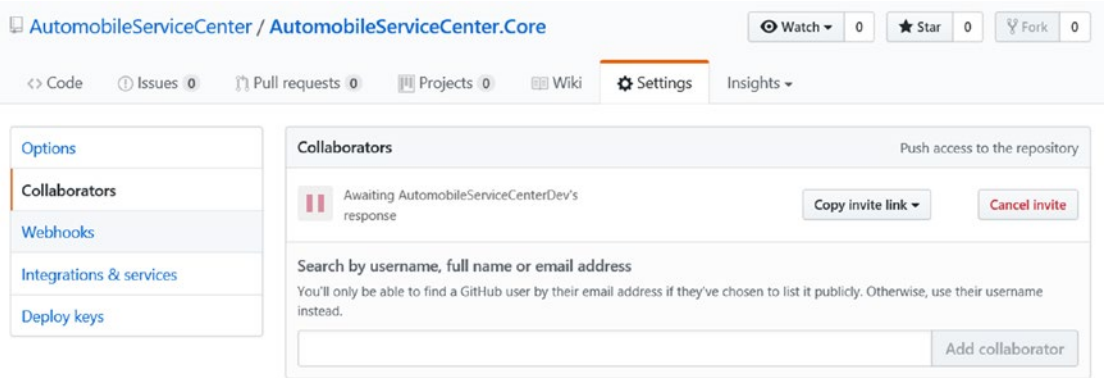 AutomobileServiceCenter / AutomobileServiceCenter.Core
Watch 0 Star 0 Fork 0
Code Issues 0 Pull requests 0 Projects 0 Wiki Settings Insights
Options
Collaborators
Webhooks
Integrations & services
Deploy keys
Collaborators Push access to the repository
Awaiting AutomobileServiceCenterDev's
response
Copy invite link Cancel invite
Search by username, full name or email address
You'll only be able to find a GitHub user by their email address if they've chosen to list it publicly. Otherwise, use their username
instead.
Add collaborator